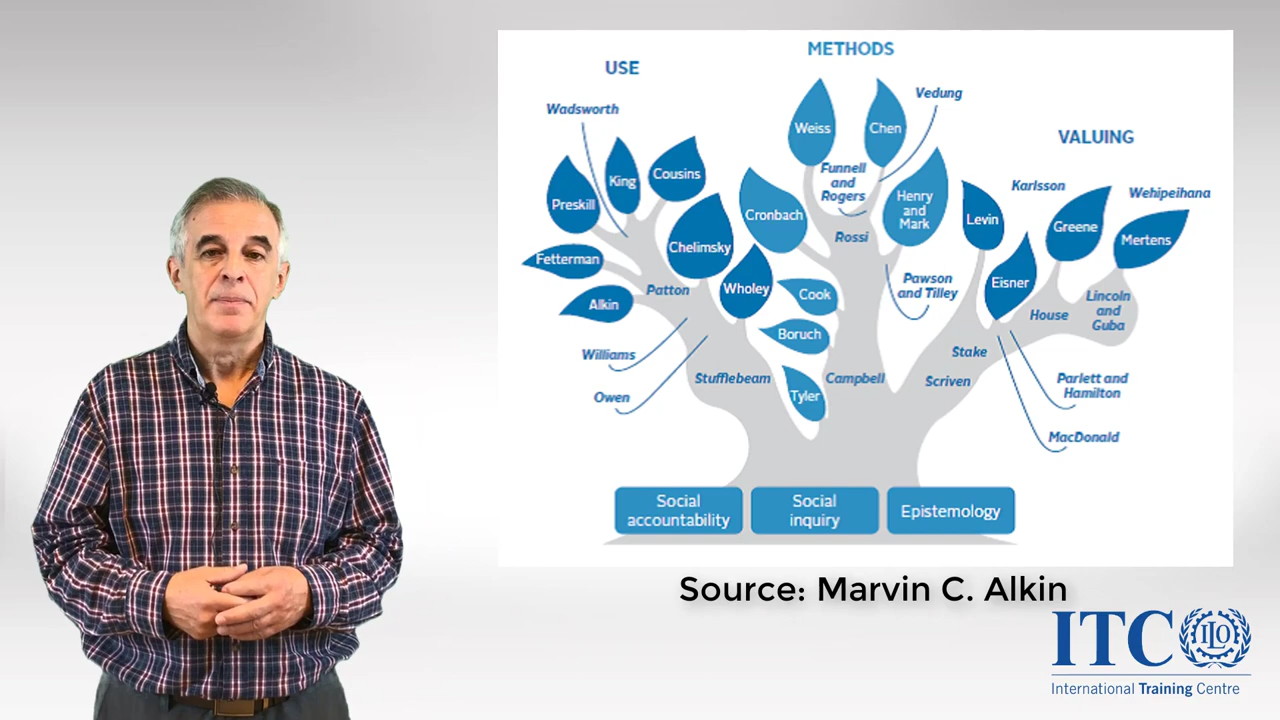 METHODS
USE
VALUING
Wadsworth
Vedung
Weiss
Chen
King
Cousins
Preskill
Funnell
and
Rogers
Henry
and
Mark
Karlsson
Wehipeihana
Levin
Greene
Mertens
Cronbach
Rossi
Chelimsky
Fetterman
Patton
Wholey
Cook
Pawson
and Tilley
Eisner
Lincoln
and
Guba
House
Alkin
Boruch
Williams
Stake
Owen
Stufflebeam
Tyler
Campbell
Scriven
Parlett and
Hamilton
MacDonald
Social
accountability
Social
inquiry
Epistemology
Source: Marvin C. Alkin
ITC
ILO
International Training Centre